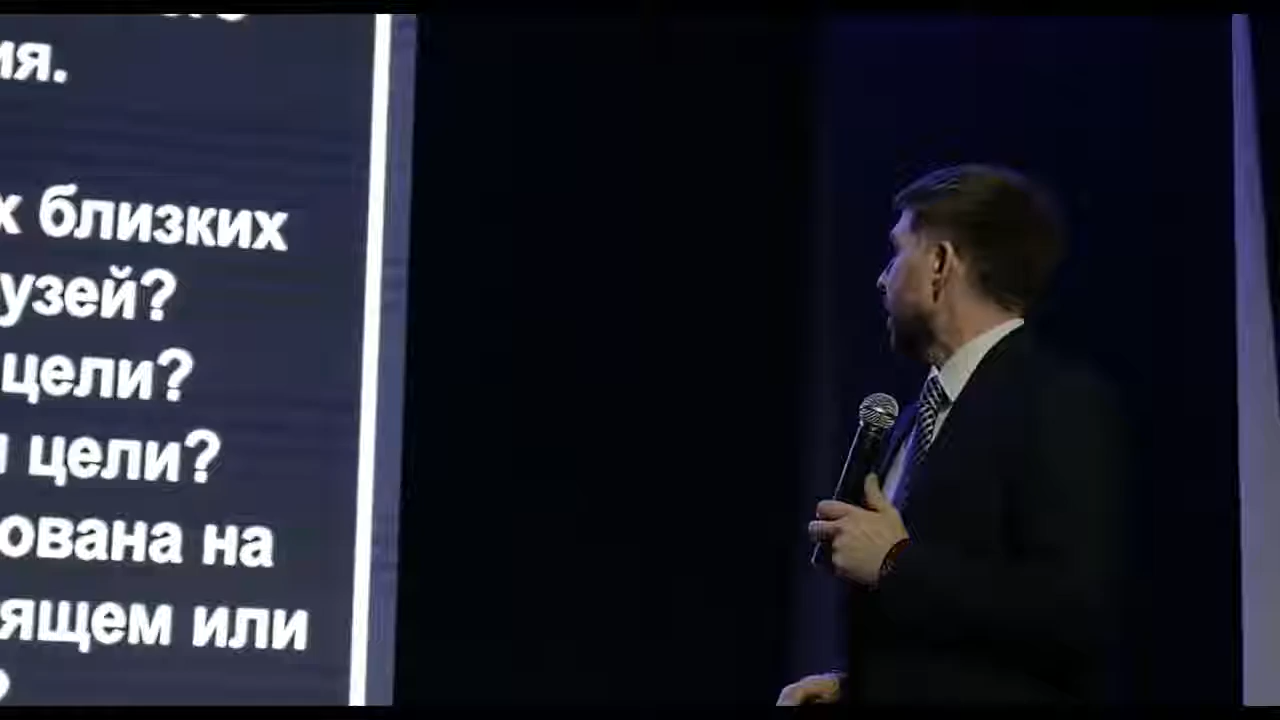 ия.
х близких
узей?
цели?
и цели?
ована на
ящем или
?